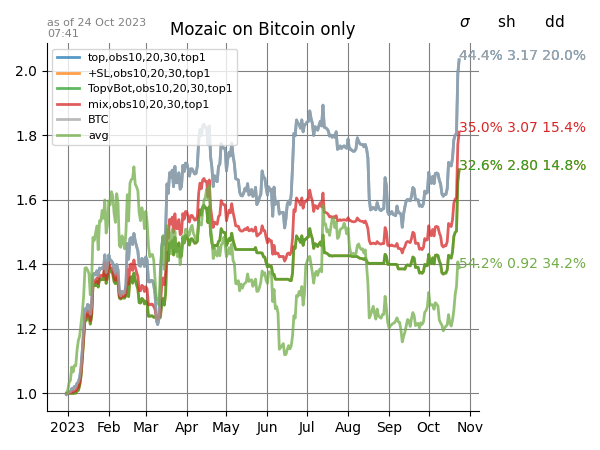 as of 24 Oct 2023
07:41
Mozaic on Bitcoin only
σ sh dd
top,obs10,20,30,top1
+SL,obs10,20,30,top1
TopvBot,obs10,20,30,top1
mix,obs10,20,30,top1
BTC
avg
44.4% 3.17 20.0%
35.0% 3.07 15.4%
32.6% 2.80 14.8%
54.2% 0.92 34.2%
2.0
1.8
1.6
1.4
1.2
1.0
2023 Feb Mar Apr May Jun Jul Aug Sep Oct Nov